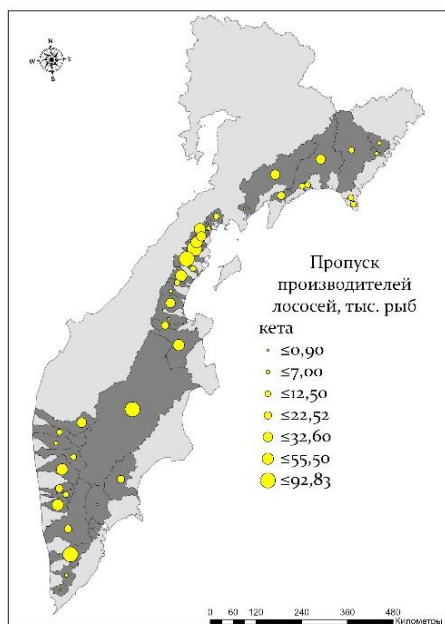 N
W E
S
Пропуск
производителей
лососей, тыс. рыб
кета
≤0,90
≤7,00
≤12,50
≤22,52
≤32,60
≤55,50
≤92,83
0 60 120 240 360 480
Километры